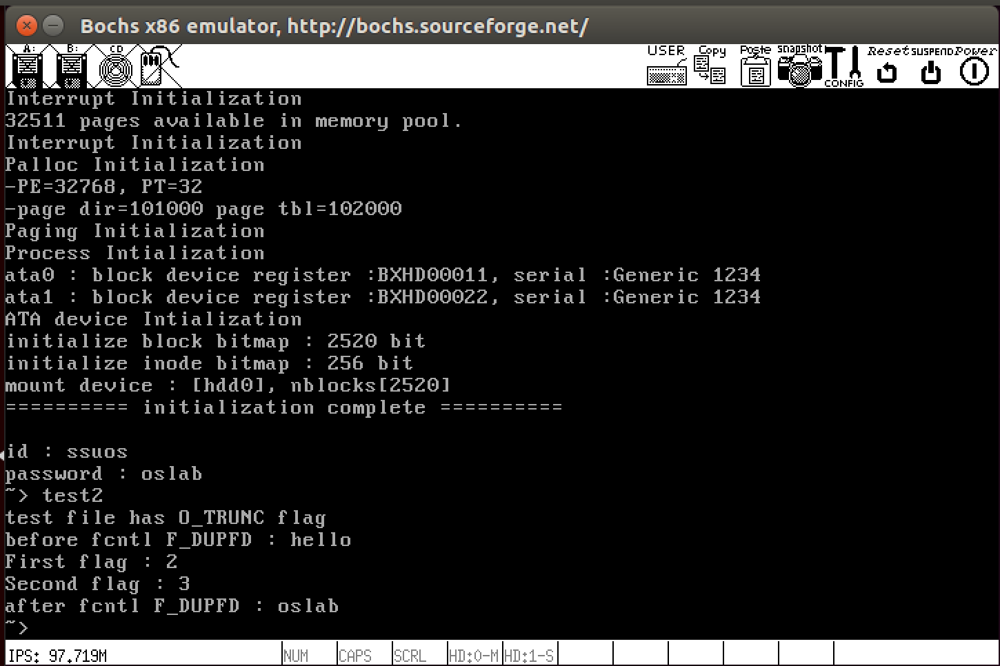 Bochs x86 emulator, http://bochs.sourceforge.net/
A: B: CD USER Copy Paste snapshot CONFIG Reset SUSPEND Power
Interrupt Initialization
32511 pages available in memory pool.
Interrupt Initialization
Palloc Initialization
-PE=32768, PT=32
-page dir=101000 page tbl=102000
Paging Initialization
Process Intialization
ata0 : block device register :BXHD00011, serial :Generic 1234
ata1 : block device register :BXHD00022, serial :Generic 1234
ATA device Intialization
initialize block bitmap : 2520 bit
initialize inode bitmap : 256 bit
mount device : [hdd0], nblocks[2520]
========== initialization complete ==========
id : ssuos
password : oslab
~> test2
test file has O_TRUNC flag
before fcntl F_DUPFD : hello
First flag : 2
Second flag : 3
after fcntl F_DUPFD : oslab
~>
IPS: 97.719M NUM CAPS SCRL HD:0-M HD:1-S